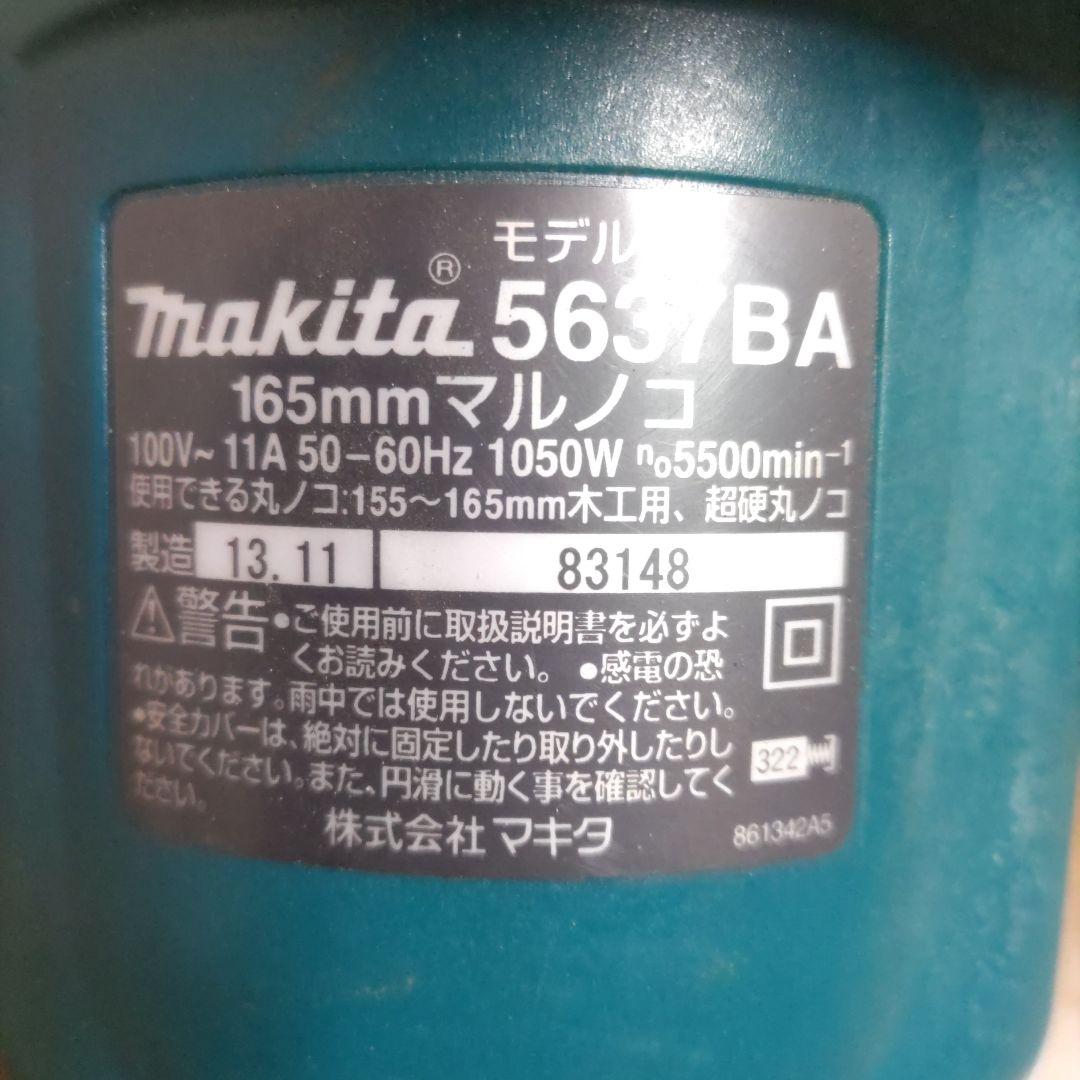 モデル
makita® 5637BA
165mmマルノコ
100V~ 11A 50-60Hz 1050W n₀5500min⁻¹
使用できる丸ノコ:155～165mm木工用、超硬丸ノコ
製造 13.11 83148
⚠警告 •ご使用前に取扱説明書を必ずよ
くお読みください。 •感電の恐
れがあります。雨中では使用しないでください。
•安全カバーは、絶対に固定したり取り外したりし
ないでください。また、円滑に動く事を確認してく
ださい。
322
株式会社 マキタ
861342A5